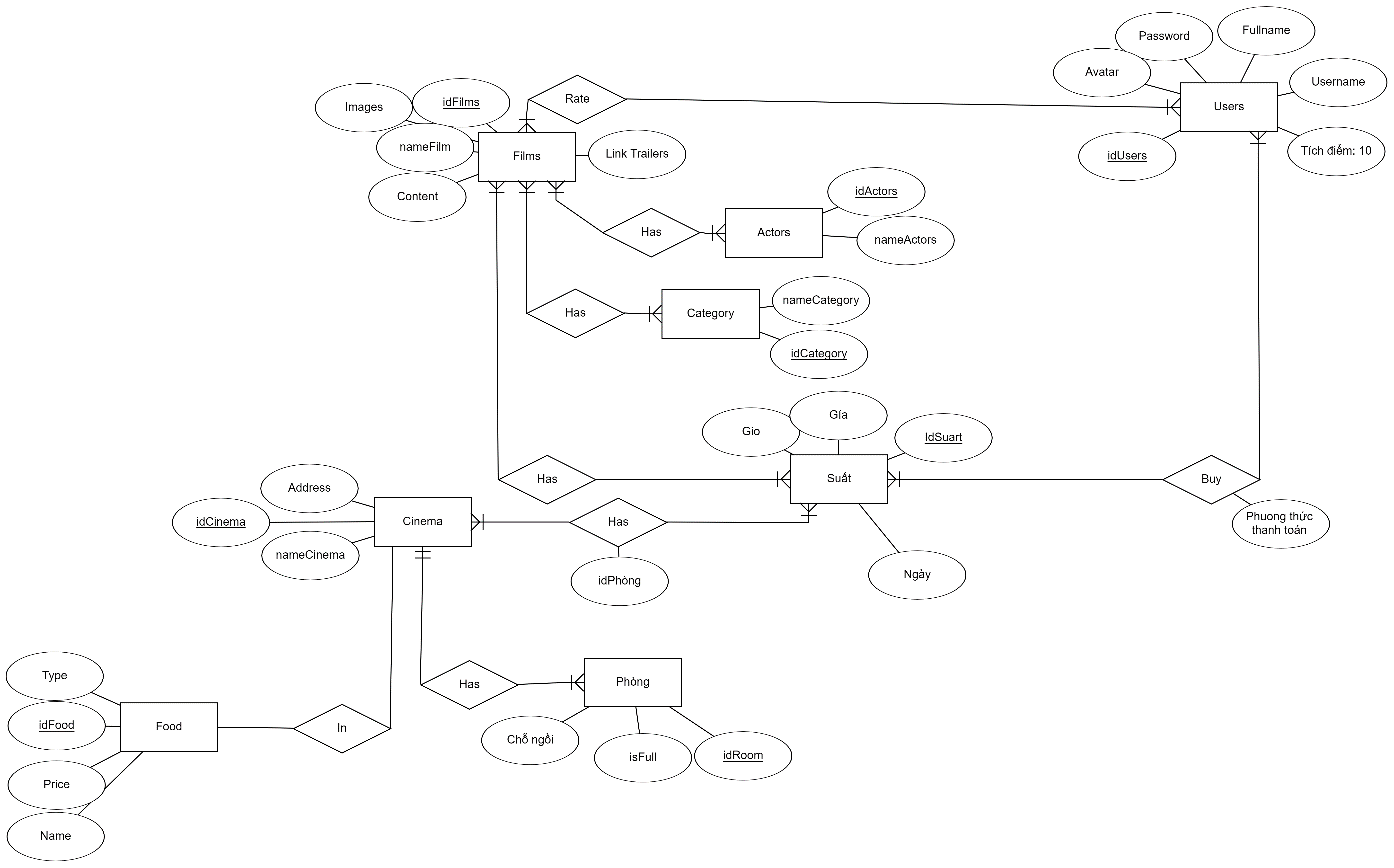 Fullname
Password
Avatar
Username
Users
idFilms
Images
Rate
nameFilm
Films
Link Trailers
idUsers
Tích điểm: 10
Content
idActors
Has
Actors
nameActors
nameCategory
Has
Category
idCategory
Gía
Gio
IdSuart
Has
Suất
Buy
Address
Phuong thức
thanh toán
idCinema
Cinema
Has
nameCinema
idPhòng
Ngày
Type
Has
Phòng
idFood
Food
In
Chỗ ngồi
isFull
idRoom
Price
Name